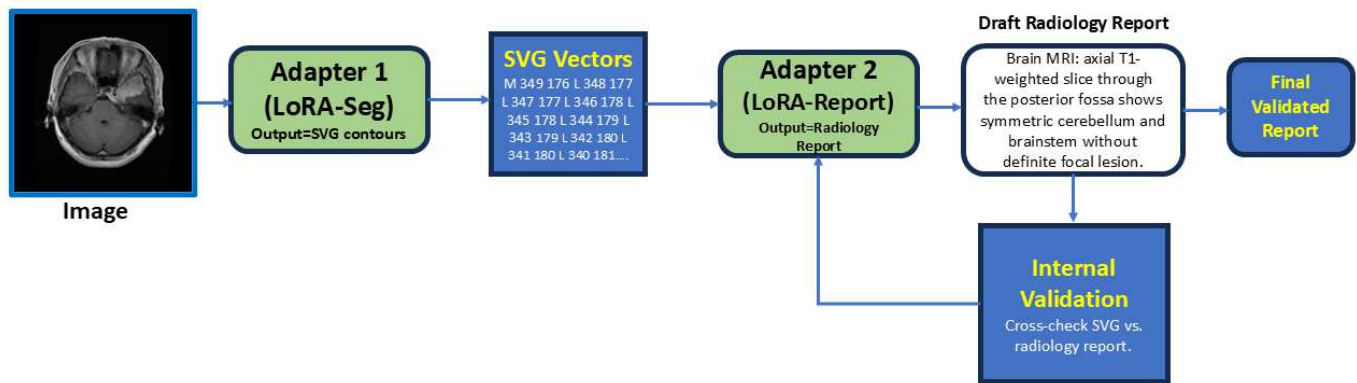 Image
Adapter 1
(LoRA-Seg)
Output=SVG contours
SVG Vectors
M 349 176 L 348 177
L 347 177 L 346 178 L
345 178 L 344 179 L
343 179 L 342 180 L
341 180 L 340 181....
Adapter 2
(LoRA-Report)
Output=Radiology
Report
Draft Radiology Report
Brain MRI: axial T1-
weighted slice through
the posterior fossa shows
symmetric cerebellum and
brainstem without
definite focal lesion.
Final
Validated
Report
Internal
Validation
Cross-check SVG vs.
radiology report.